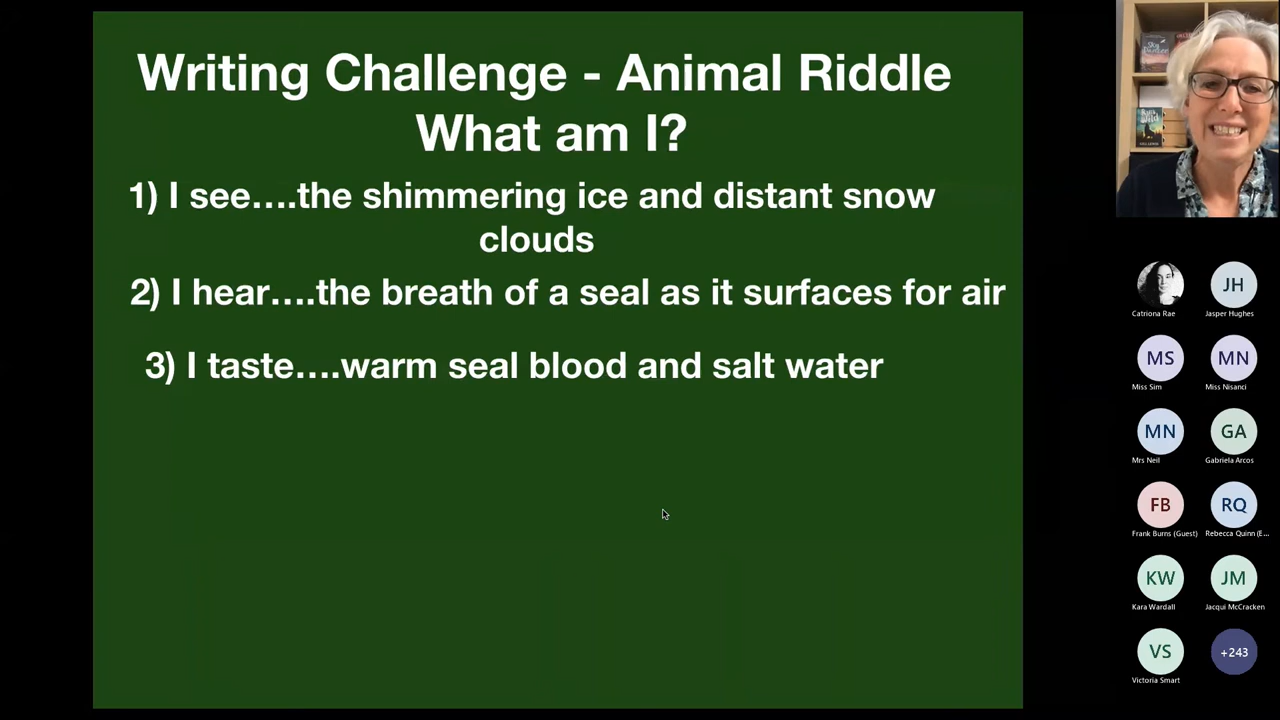 Writing Challenge - Animal Riddle
What am I?
1) I see....the shimmering ice and distant snow
clouds
2) I hear....the breath of a seal as it surfaces for air
3) I taste....warm seal blood and salt water
JH
Catriona Rae
Jasper Hughes
MS
MN
Miss Sim
Miss Nisanci
MN
GA
Mrs Neil
Gabriela Arcos
FB
RQ
Frank Burns (Guest)
Rebecca Quinn (E...
KW
JM
Kara Wardall
Jacqui McCracken
VS
+243
Victoria Smart